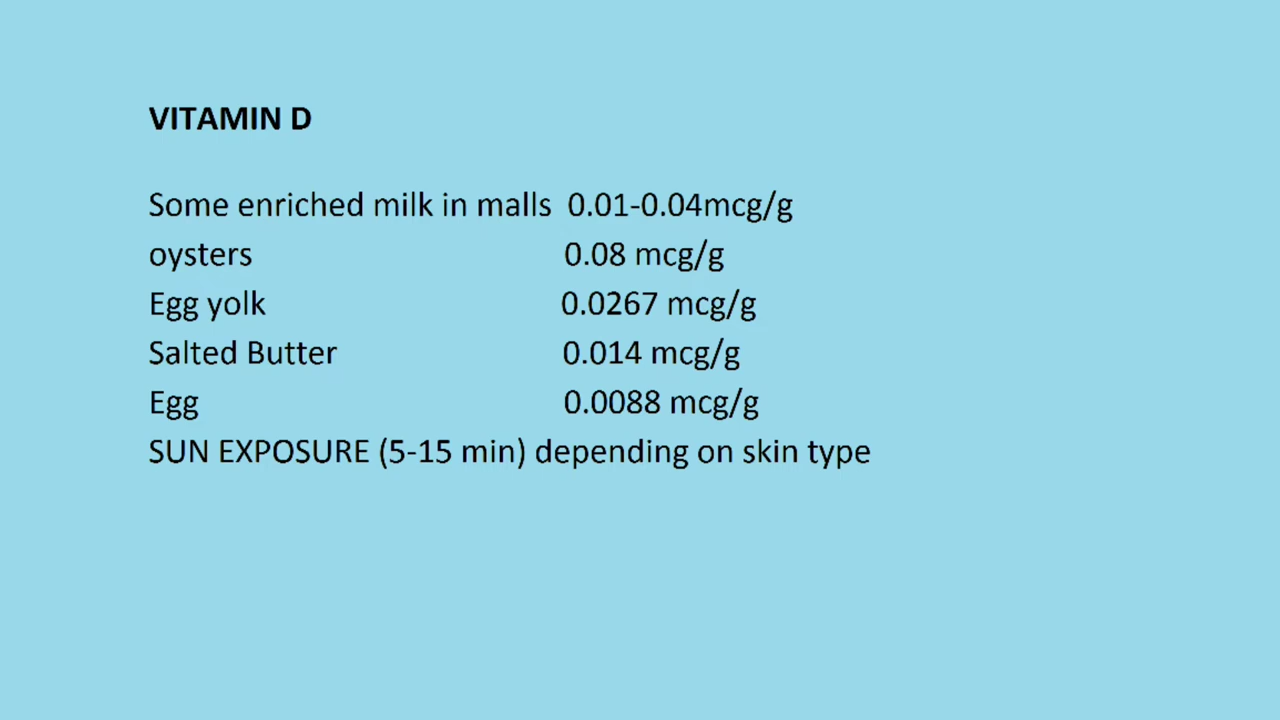 VITAMIN D
Some enriched milk in malls 0.01-0.04mcg/g
oysters 0.08 mcg/g
Egg yolk 0.0267 mcg/g
Salted Butter 0.014 mcg/g
Egg 0.0088 mcg/g
SUN EXPOSURE (5-15 min) depending on skin type